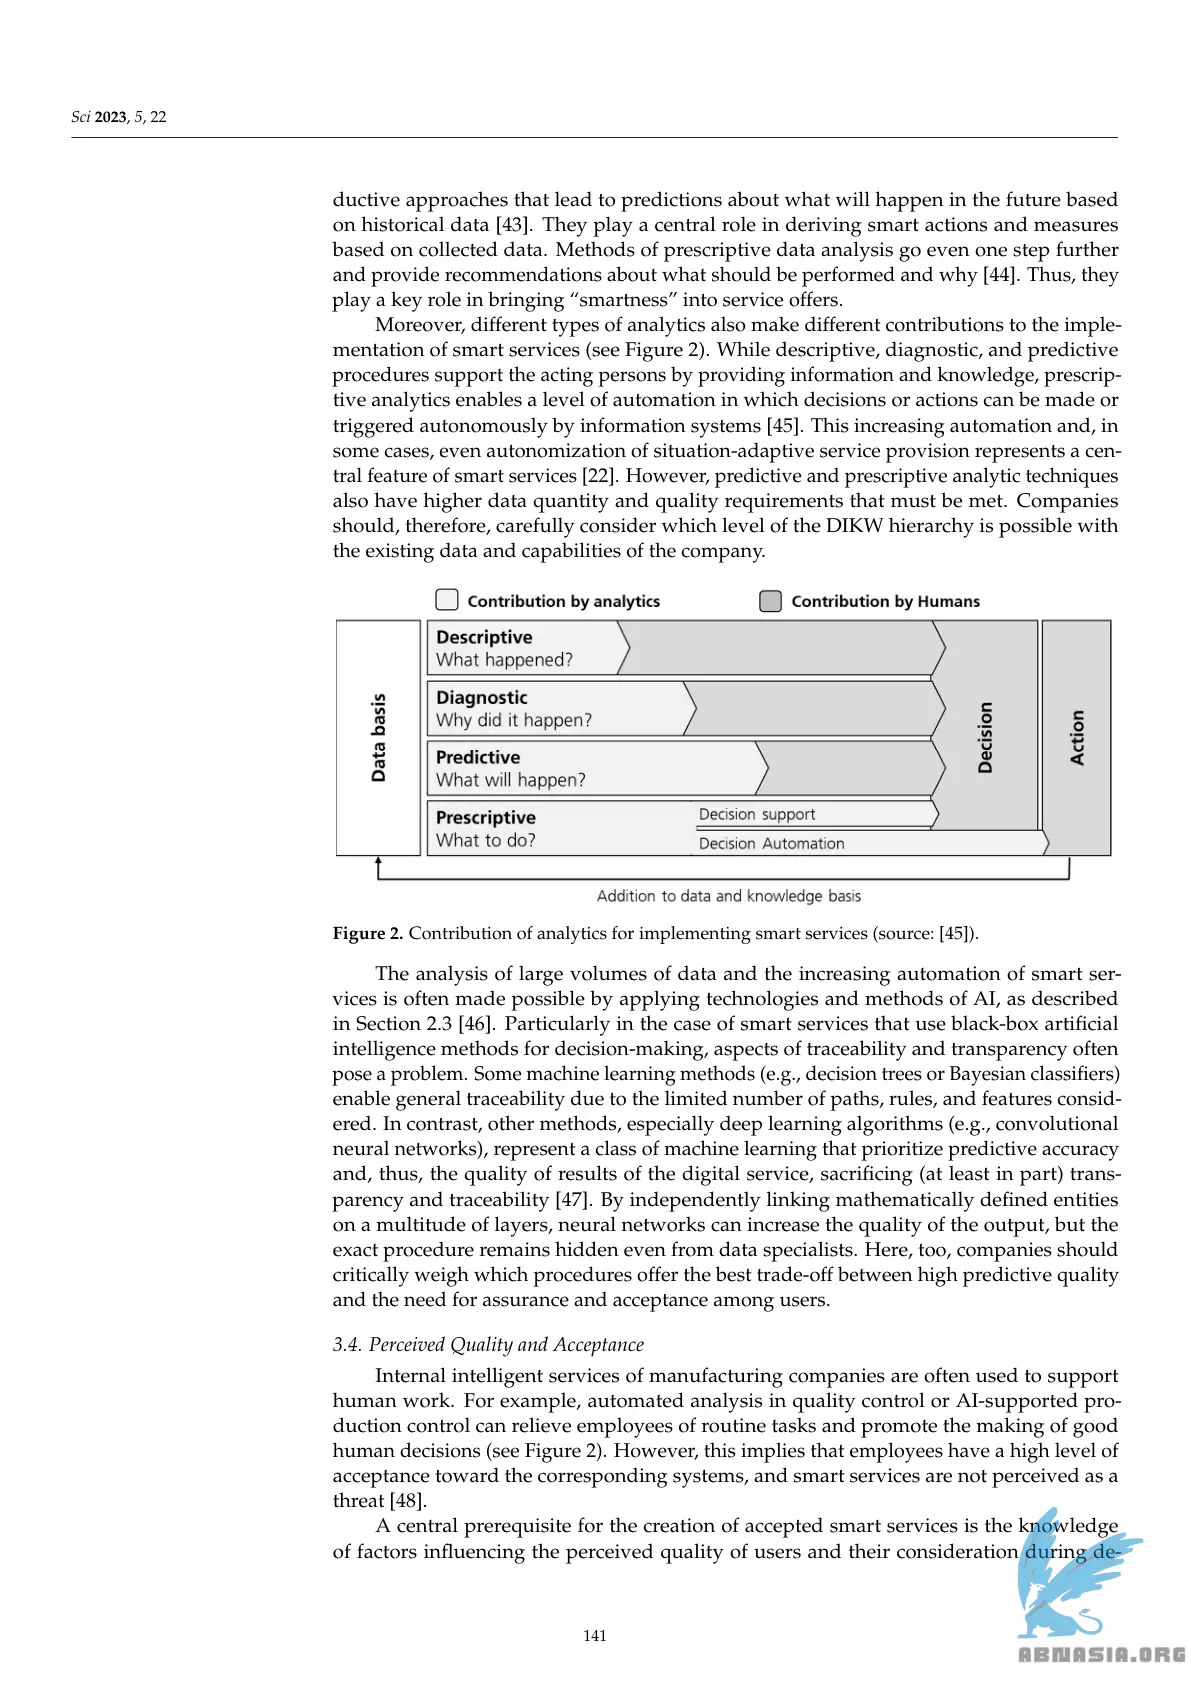 Sci 2023, 5, 22
ductive approaches that lead to predictions about what will happen in the future based
on historical data [43]. They play a central role in deriving smart actions and measures
based on collected data. Methods of prescriptive data analysis go even one step further
and provide recommendations about what should be performed and why [44]. Thus, they
play a key role in bringing “smartness” into service offers.
Moreover, different types of analytics also make different contributions to the imple-
mentation of smart services (see Figure 2). While descriptive, diagnostic, and predictive
procedures support the acting persons by providing information and knowledge, prescrip-
tive analytics enables a level of automation in which decisions or actions can be made or
triggered autonomously by information systems [45]. This increasing automation and, in
some cases, even autonomization of situation-adaptive service provision represents a cen-
tral feature of smart services [22]. However, predictive and prescriptive analytic techniques
also have higher data quantity and quality requirements that must be met. Companies
should, therefore, carefully consider which level of the DIKW hierarchy is possible with
the existing data and capabilities of the company.
Contribution by analytics
Contribution by Humans
Data basis
Descriptive
What happened?
Diagnostic
Why did it happen?
Predictive
What will happen?
Prescriptive
What to do?
Decision support
Decision Automation
Decision
Action
Addition to data and knowledge basis
Figure 2. Contribution of analytics for implementing smart services (source: [45]).
The analysis of large volumes of data and the increasing automation of smart ser-
vices is often made possible by applying technologies and methods of AI, as described
in Section 2.3 [46]. Particularly in the case of smart services that use black-box artificial
intelligence methods for decision-making, aspects of traceability and transparency often
pose a problem. Some machine learning methods (e.g., decision trees or Bayesian classifiers)
enable general traceability due to the limited number of paths, rules, and features consid-
ered. In contrast, other methods, especially deep learning algorithms (e.g., convolutional
neural networks), represent a class of machine learning that prioritize predictive accuracy
and, thus, the quality of results of the digital service, sacrificing (at least in part) trans-
parency and traceability [47]. By independently linking mathematically defined entities
on a multitude of layers, neural networks can increase the quality of the output, but the
exact procedure remains hidden even from data specialists. Here, too, companies should
critically weigh which procedures offer the best trade-off between high predictive quality
and the need for assurance and acceptance among users.
3.4. Perceived Quality and Acceptance
Internal intelligent services of manufacturing companies are often used to support
human work. For example, automated analysis in quality control or AI-supported pro-
duction control can relieve employees of routine tasks and promote the making of good
human decisions (see Figure 2). However, this implies that employees have a high level of
acceptance toward the corresponding systems, and smart services are not perceived as a
threat [48].
A central prerequisite for the creation of accepted smart services is the knowledge
of factors influencing the perceived quality of users and their consideration during de-
141
ABNASIA.ORG